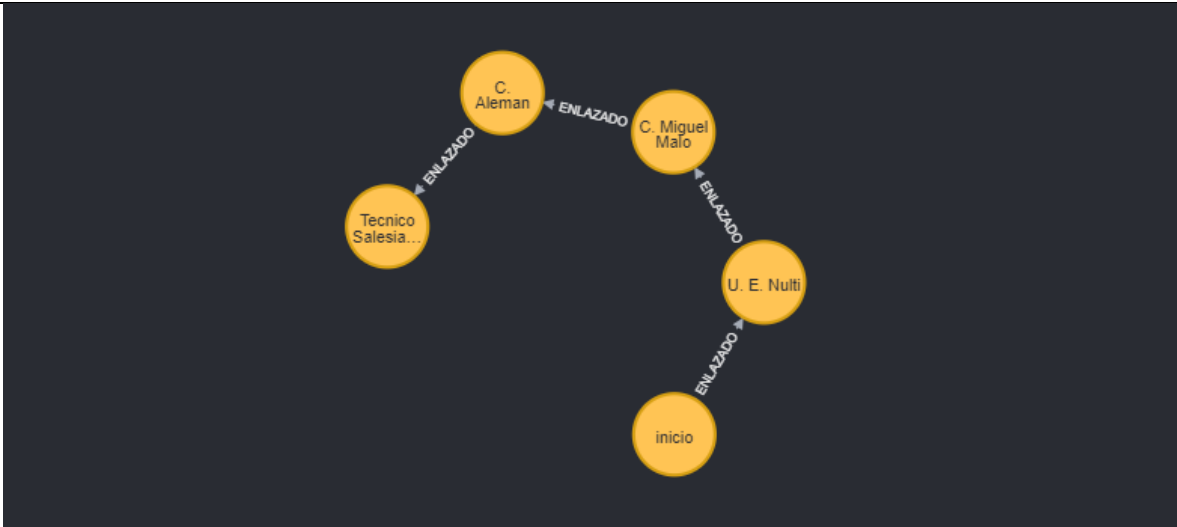 C.
Aleman
ENLAZADO
C. Miguel
Malo
ENLAZADO
Tecnico
Salesia...
ENLAZADO
U. E. Nulti
ENLAZADO
inicio